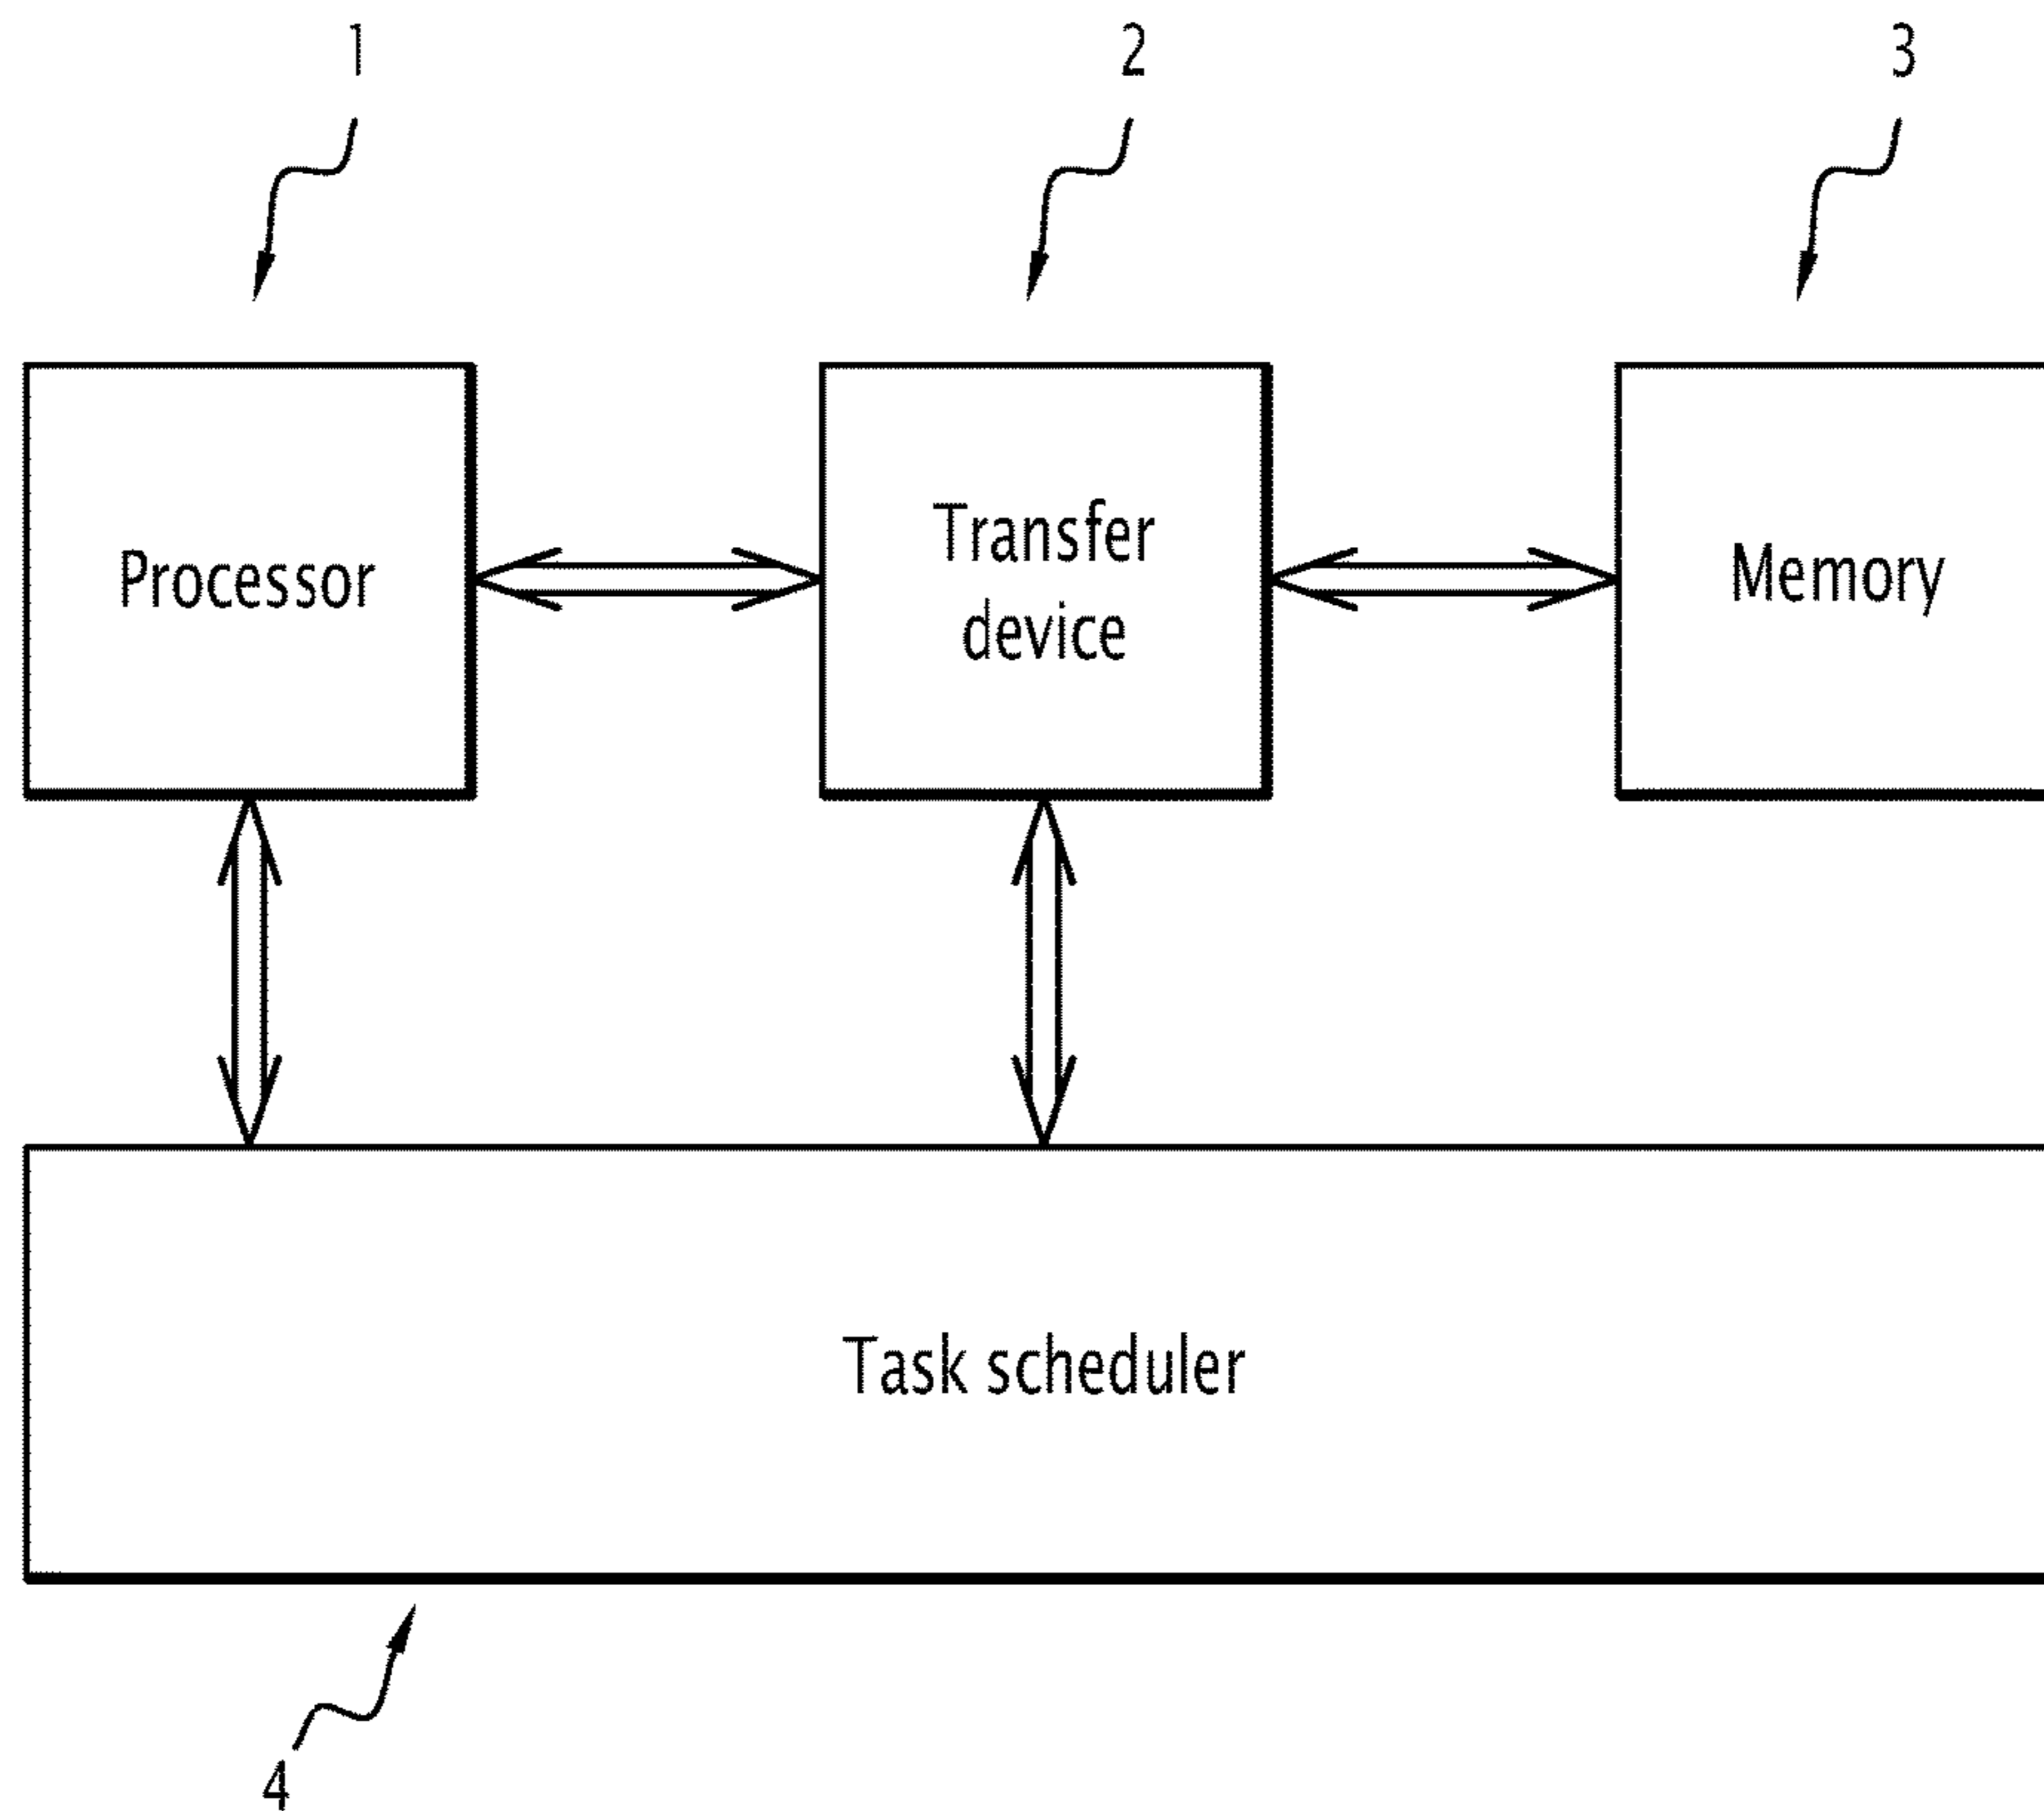 1
2
3
Processor
Transfer
device
Memory
Task scheduler
4